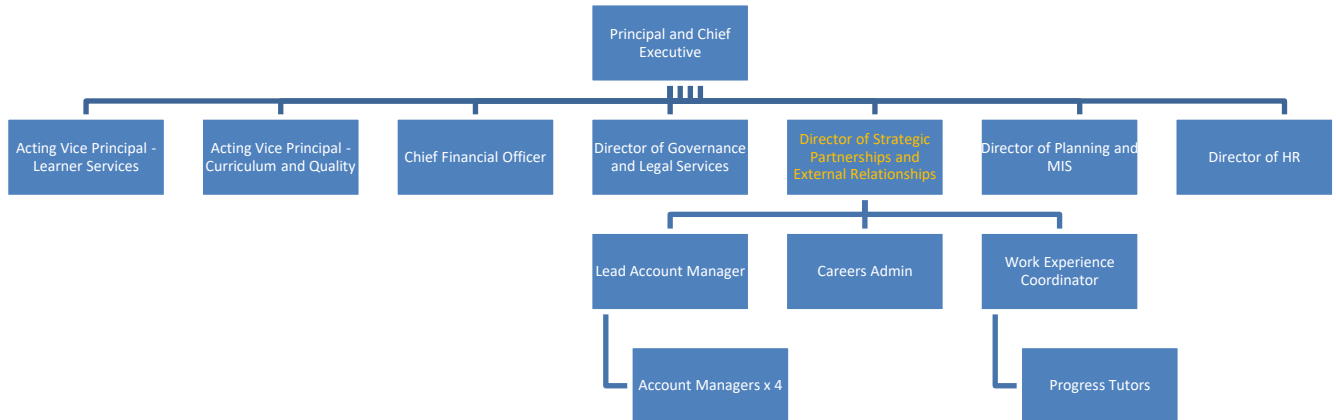 Principal and Chief
Executive
Acting Vice Principal -
Learner Services
Acting Vice Principal -
Curriculum and Quality
Chief Financial Officer
Director of Governance
and Legal Services
Director of Strategic
Partnerships and
External Relationships
Director of Planning and
MIS
Director of HR
Lead Account Manager
Careers Admin
Work Experience
Coordinator
Account Managers x 4
Progress Tutors